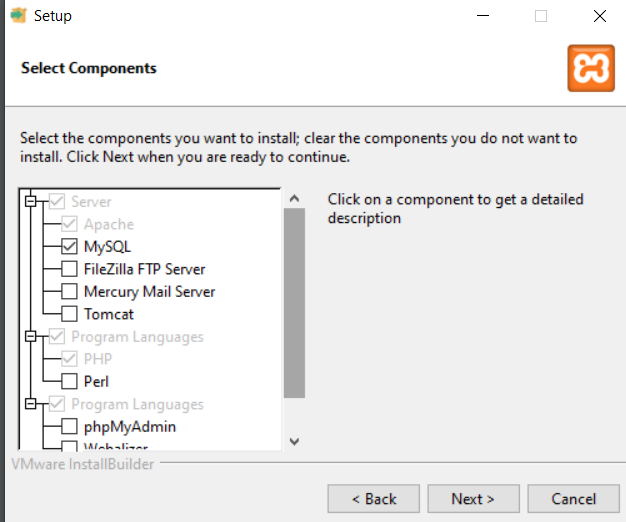 Setup
Select Components
Select the components you want to install; clear the components you do not want to
install. Click Next when you are ready to continue.
Server
Apache
MySQL
FileZilla FTP Server
Mercury Mail Server
Tomcat
Program Languages
PHP
Perl
Program Languages
phpMyAdmin
Webalizer
Click on a component to get a detailed
description
VMware InstallBuilder
< Back
Next >
Cancel